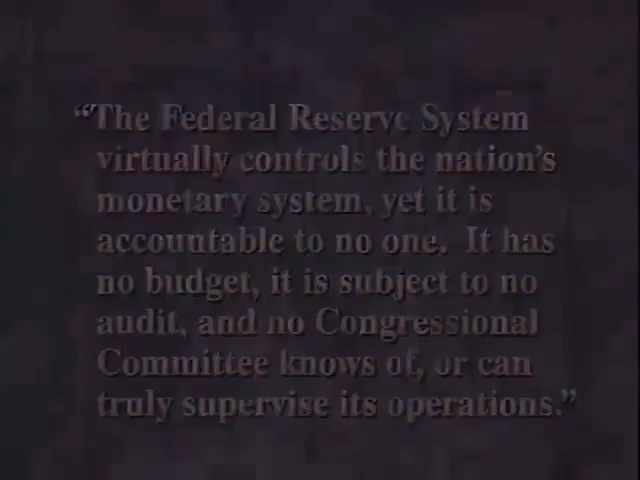 “The Federal Reserve System
virtually controls the nation’s
monetary system, yet it is
accountable to no one. It has
no budget, it is subject to no
audit, and no Congressional
Committee knows of, or can
truly supervise its operations.”